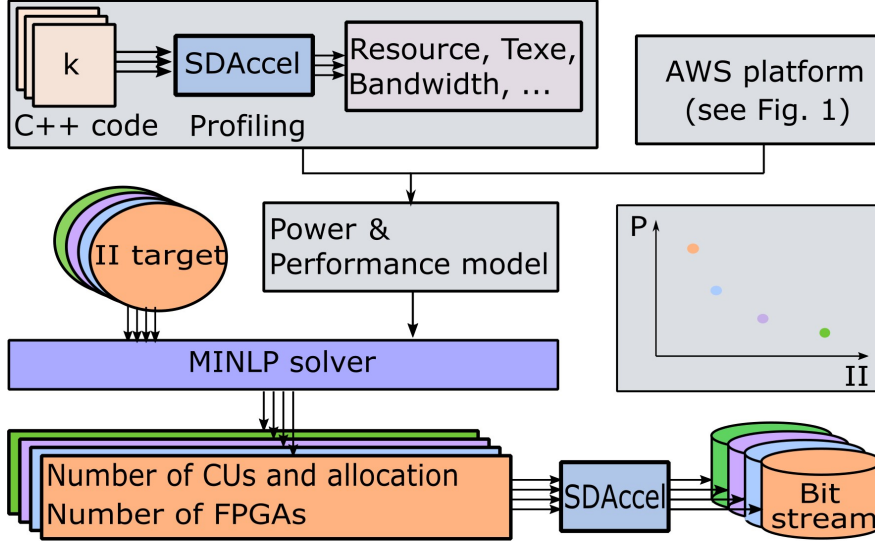 k
SDAccel
Resource, Texe,
Bandwidth, ...
C++ code
Profiling
AWS platform
(see Fig. 1)
II target
Power &
Performance model
P
II
MINLP solver
Number of CUs and allocation
Number of FPGAs
SDAccel
Bit
stream